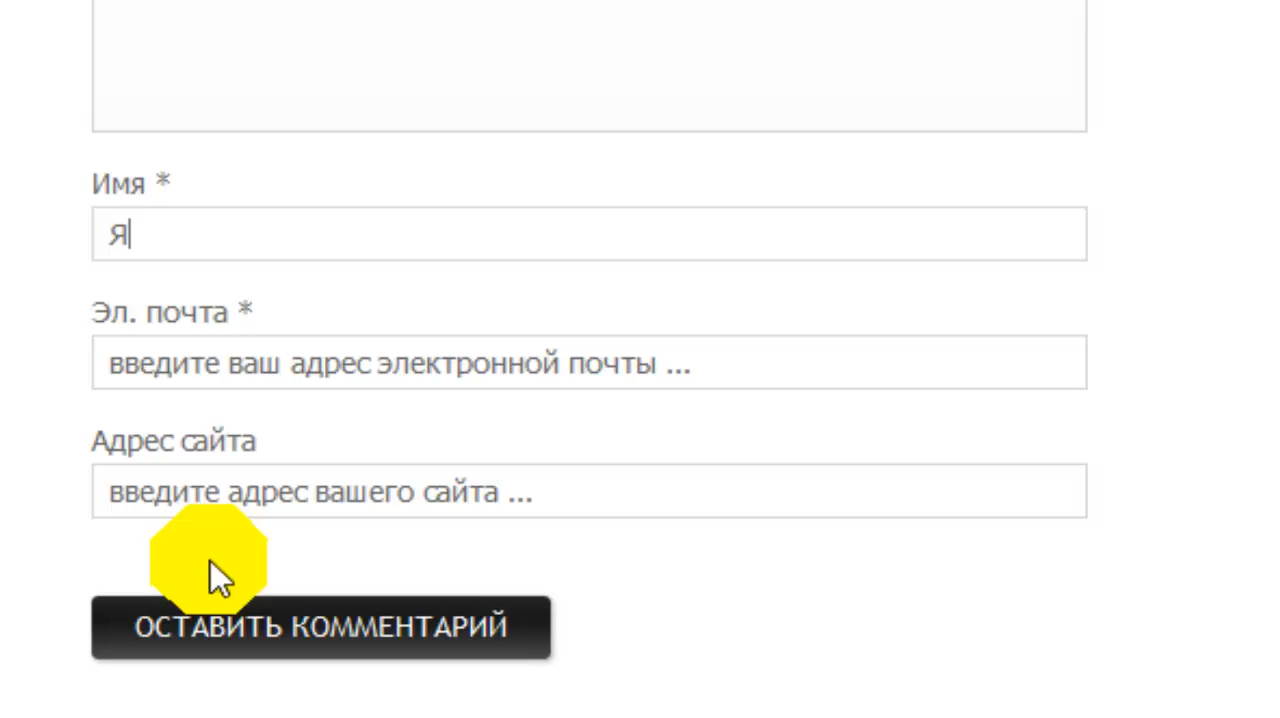 Имя *
Я
Эл. почта *
введите ваш адрес электронной почты ...
Адрес сайта
введите адрес вашего сайта ...
ОСТАВИТЬ КОММЕНТАРИЙ